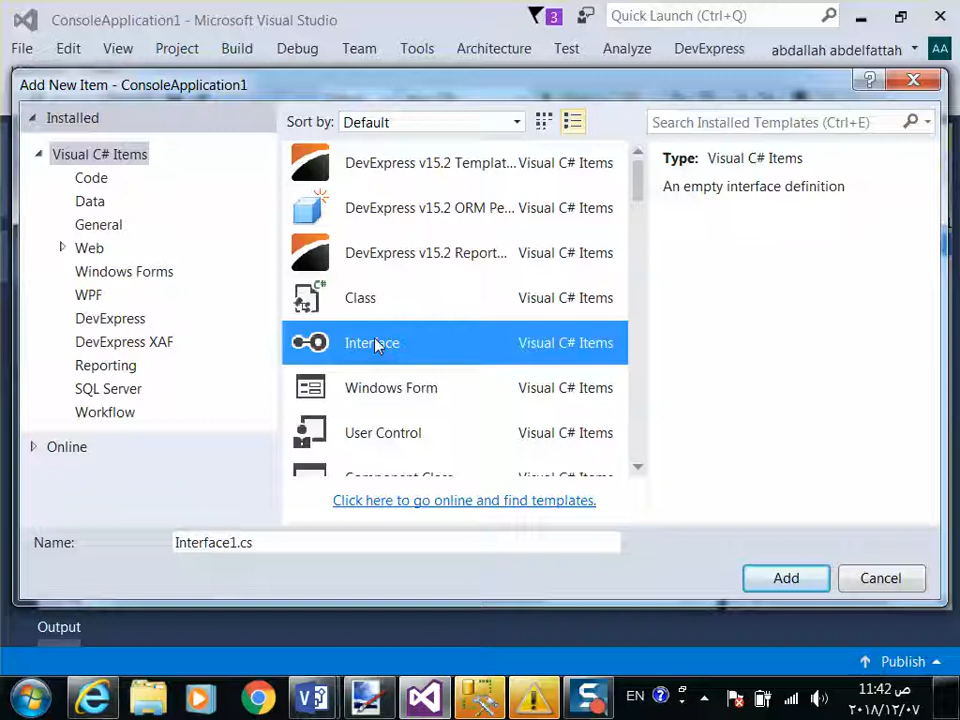 ConsoleApplication1 - Microsoft Visual Studio
3
Quick Launch (Ctrl+Q)
File Edit View Project Build Debug Team Tools Architecture Test Analyze DevExpress abdallah abdelfattah AA
Add New Item - ConsoleApplication1
Installed
Sort by: Default
Search Installed Templates (Ctrl+E)
Visual C# Items
Code
Data
General
Web
Windows Forms
WPF
DevExpress
DevExpress XAF
Reporting
SQL Server
Workflow
Online
DevExpress v15.2 Templat... Visual C# Items
DevExpress v15.2 ORM Pe... Visual C# Items
DevExpress v15.2 Report... Visual C# Items
C#
Class Visual C# Items
Interface Visual C# Items
Windows Form Visual C# Items
User Control Visual C# Items
Component Class Visual C# Items
Click here to go online and find templates.
Type: Visual C# Items
An empty interface definition
Name: Interface1.cs
Add Cancel
Output
Publish
EN
11:42 ص
٢٠١٨/١٢/٠٧